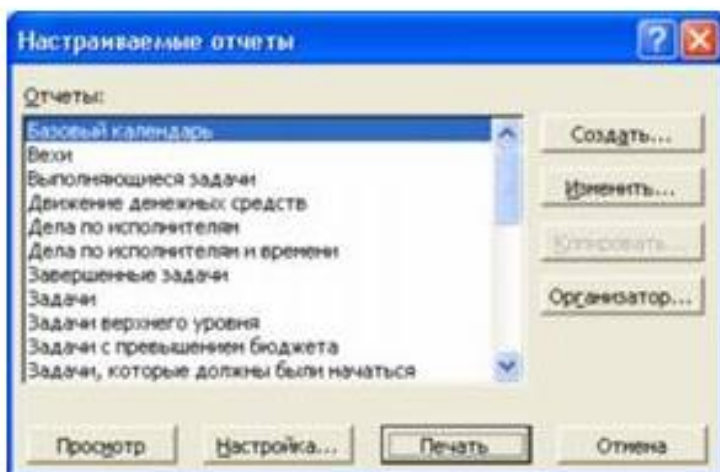 Настраиваемые отчеты
Отчеты:
Базовый календарь
Вехи
Выполняющиеся задачи
Движение денежных средств
Дела по исполнителям
Дела по исполнителям и времени
Завершенные задачи
Задачи
Задачи верхнего уровня
Задачи с превышением бюджета
Задачи, которые должны были начаться
Создать...
Изменить...
Копировать...
Организатор...
Просмотр
Настройка...
Печать
Отмена